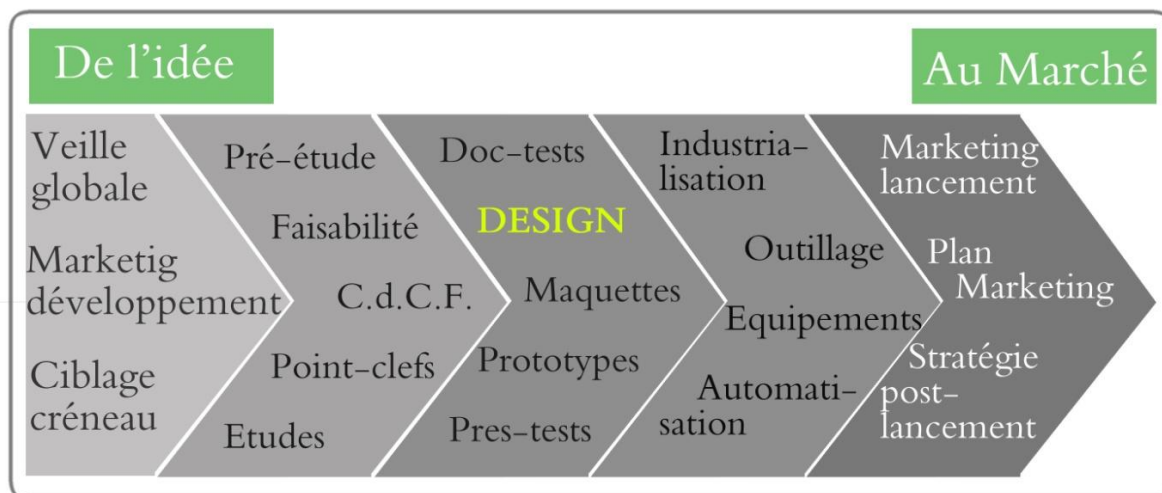 De l'idée
Au Marché
Veille
globale
Marketig
développement
Ciblage
créneau
Pré-étude
Faisabilité
C.d.C.F.
Point-clefs
Etudes
Doc-tests
DESIGN
Maquettes
Prototypes
Pres-tests
Industria-
lisation
Outillage
Equipements
Automati-
sation
Marketing
lancement
Plan
Marketing
Stratégie
post-
lancement